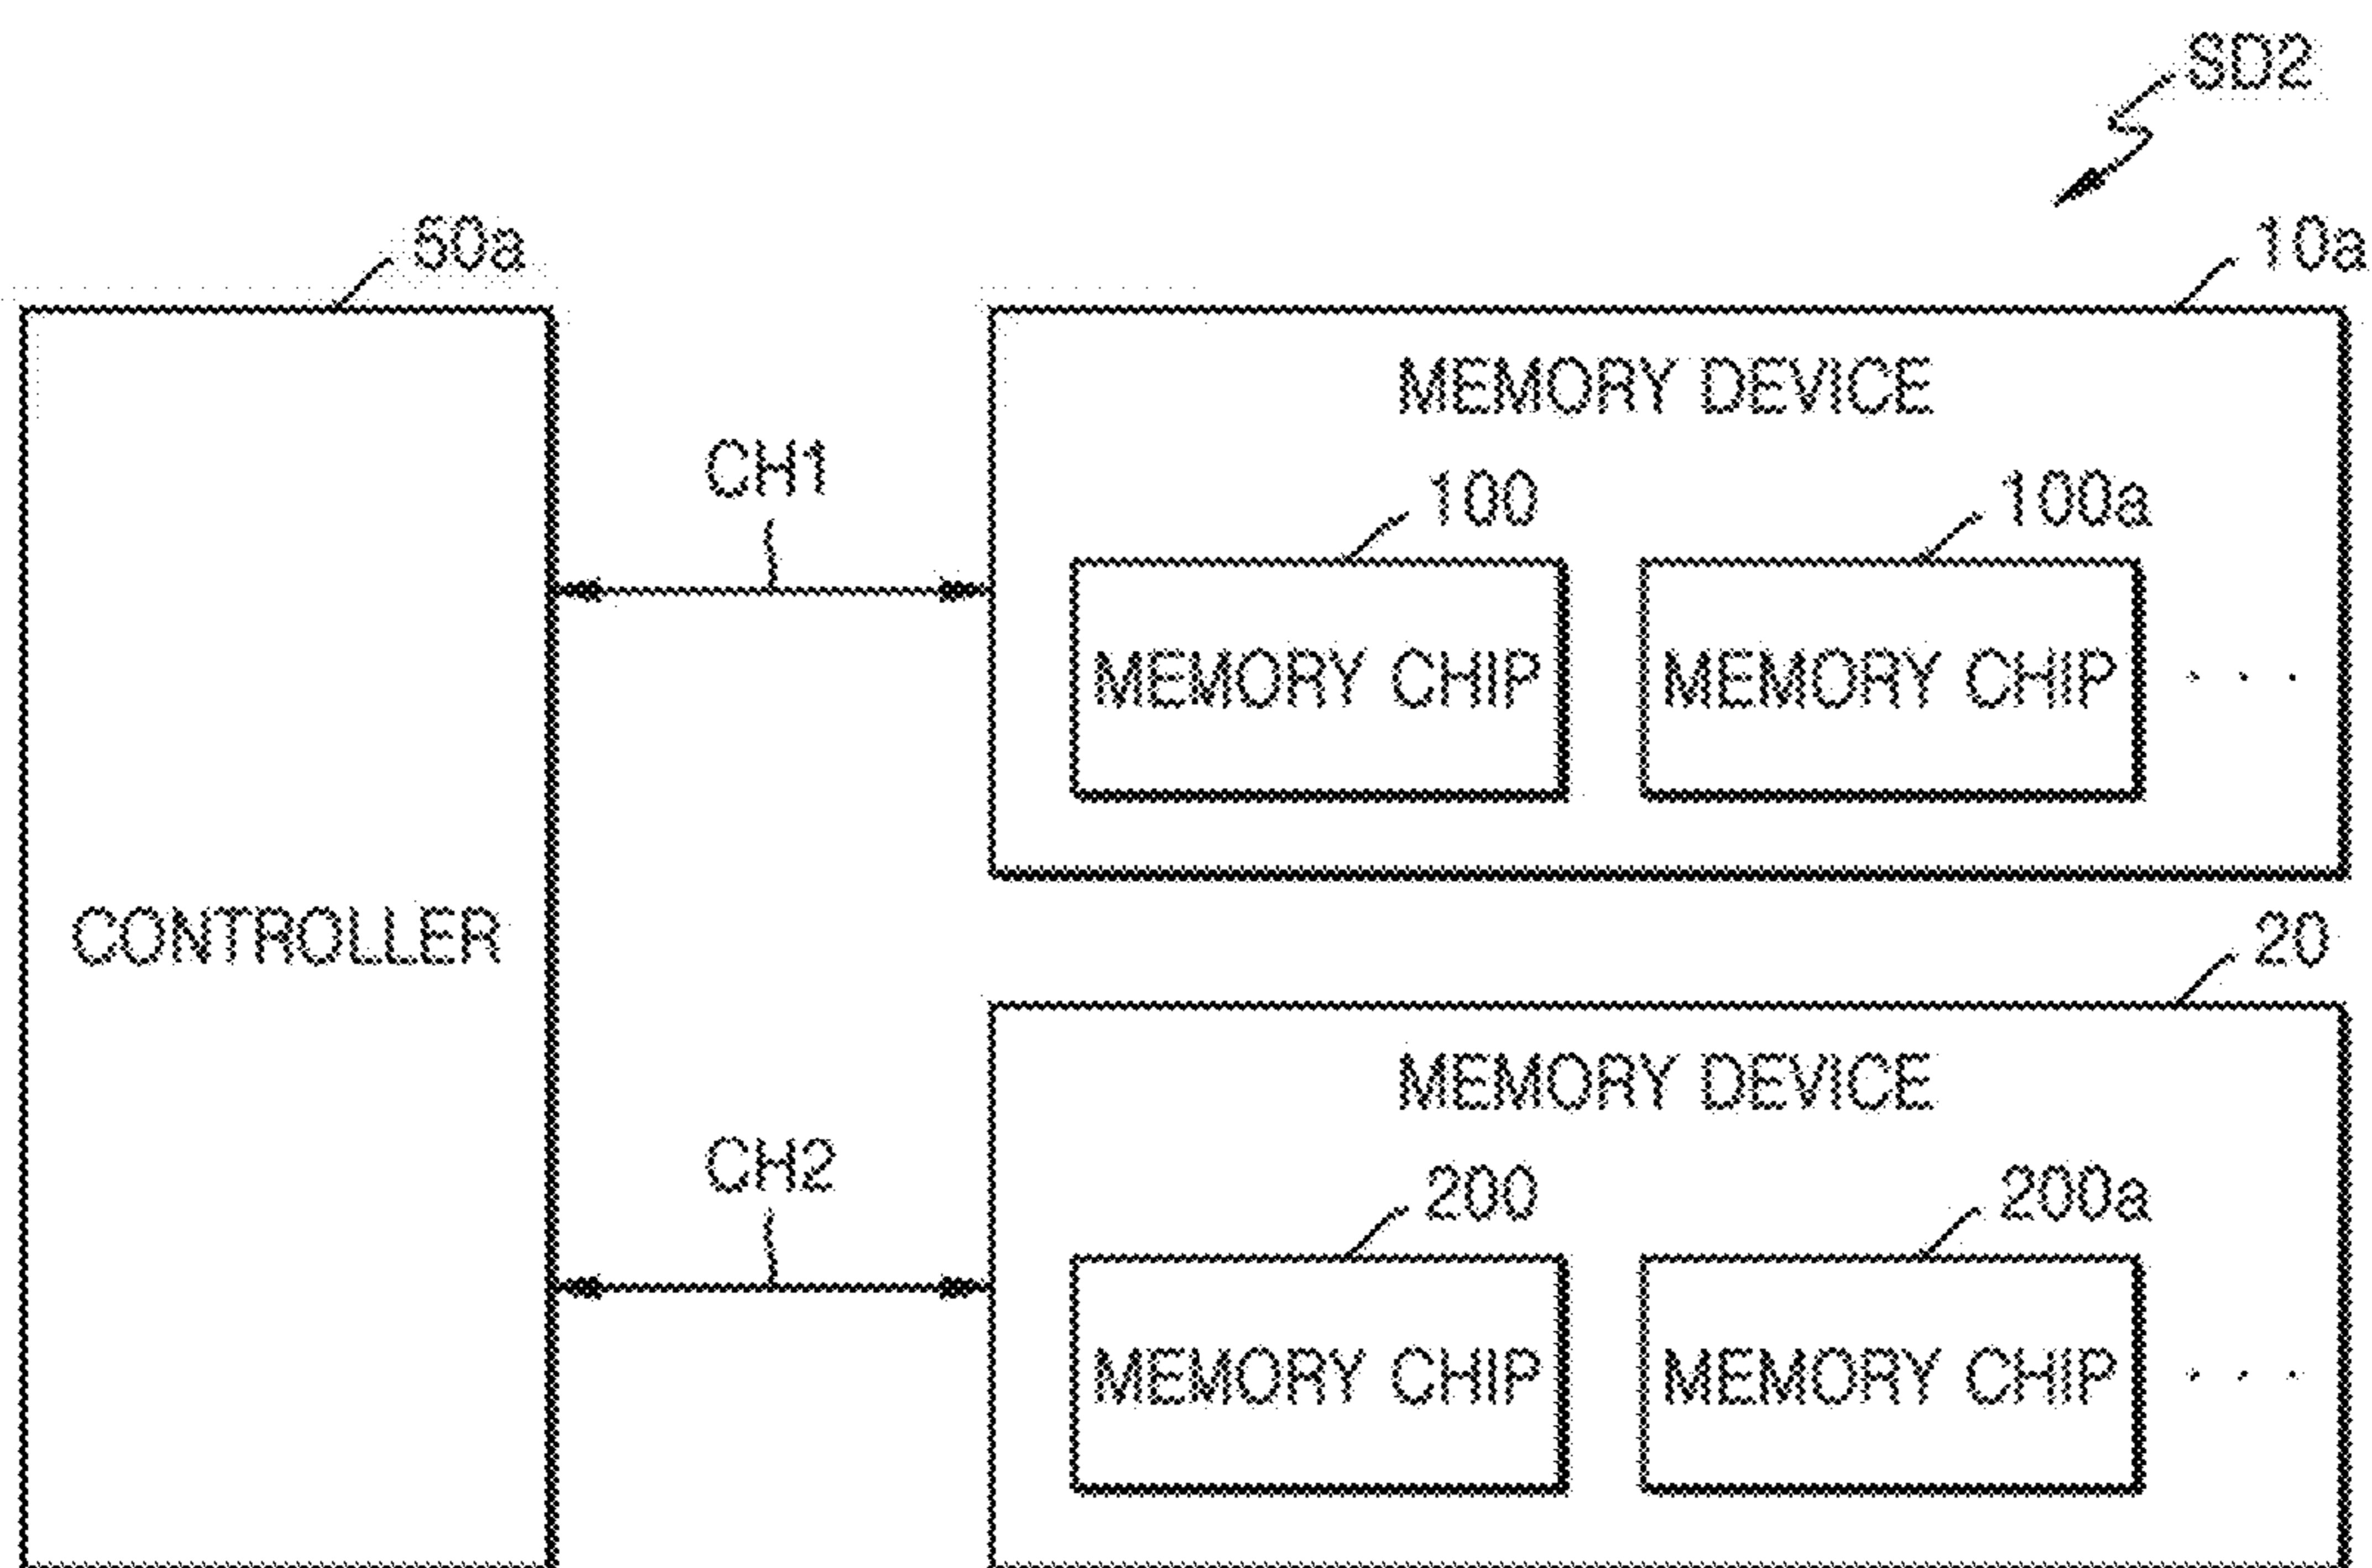 SD2
50a
10a
MEMORY DEVICE
CH1
100
100a
MEMORY CHIP
MEMORY CHIP
. . .
CONTROLLER
20
MEMORY DEVICE
CH2
200
200a
MEMORY CHIP
MEMORY CHIP
. . .